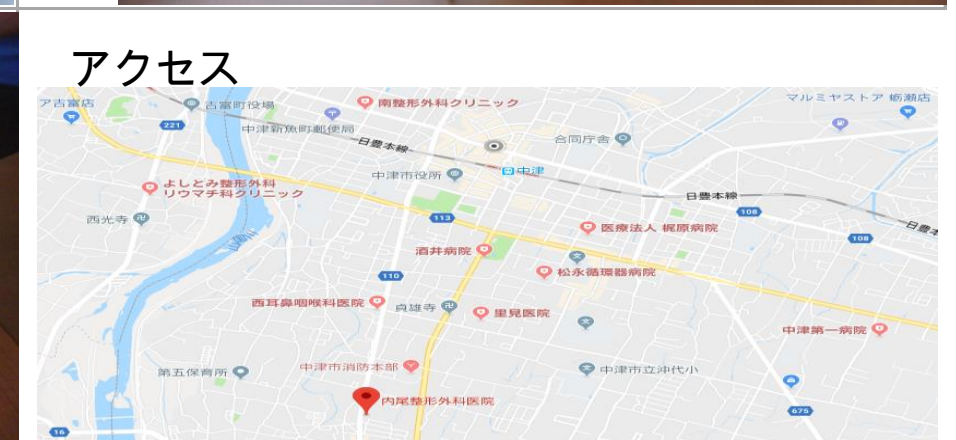 アクセス
ア吉富店
吉富町役場
南整形外科クリニック
マルミヤストア 蛎瀬店
221
中津新魚町郵便局
日豊本線
合同庁舎
中津市役所
中津
よしとみ整形外科
リウマチ科クリニック
日豊本線
西光寺
113
108
医療法人 梶原病院
108
日豊本
酒井病院
110
松永循環器病院
西耳鼻咽喉科医院
貞雄寺
里見医院
中津第一病院
第五保育所
中津市消防本部
中津市立沖代小
内尾整形外科医院
675
16